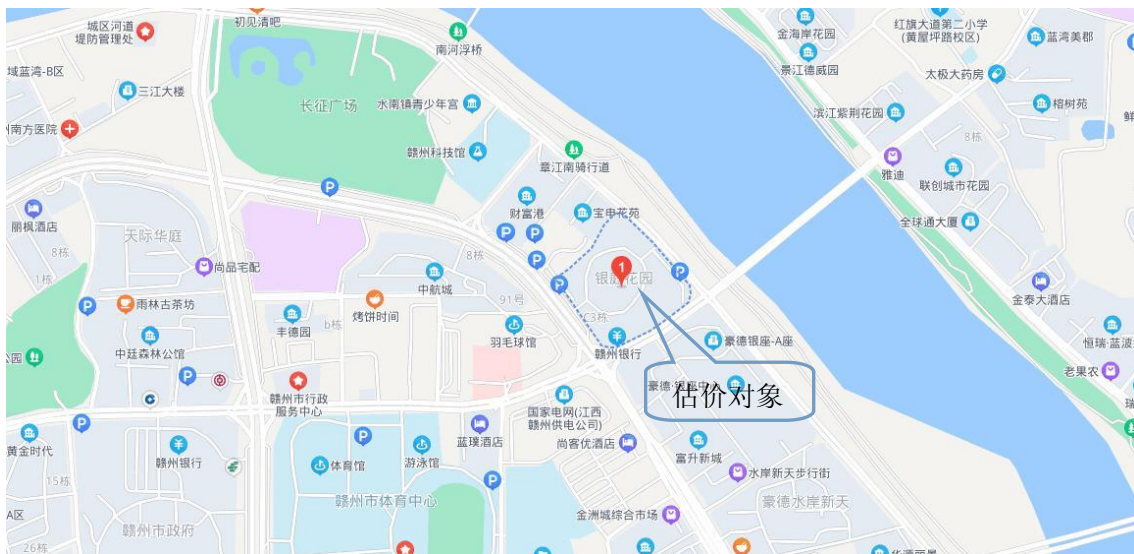 城区河道
堤防管理处
初见清吧
南河浮桥
金海岸花园
红旗大道第二小学
(黄屋坪路校区)
蓝湾美郡
域蓝湾-B区
景江德威园
太极大药房
三江大楼
长征广场
水南镇青少年宫
滨江紫荆花园
榕树苑
鲜
州南方医院
赣州科技馆
8栋
章江南骑行道
雅迪
联创城市花园
丽枫酒店
财富港
宝中花苑
全球通大厦
天际华庭
8栋
8栋
1栋
尚品宅配
中航城
1
银庭花园
金泰大酒店
雨林古茶坊
91号
烤饼时间
C3栋
丰德园
b栋
羽毛球馆
赣州银行
豪德银座-A座
恒瑞·蓝波
中廷森林公馆
公园
老果农
豪德·银座中心
估价对象
赣州市行政
服务中心
国家电网(江西
赣州供电公司)
瑞
蓝璞酒店
尚客优酒店
黄金时代
赣州银行
体育馆
游泳馆
富升新城
水岸新天步行街
15栋
赣州市体育中心
豪德水岸新天
A区
赣州市政府
金洲城综合市场
26栋